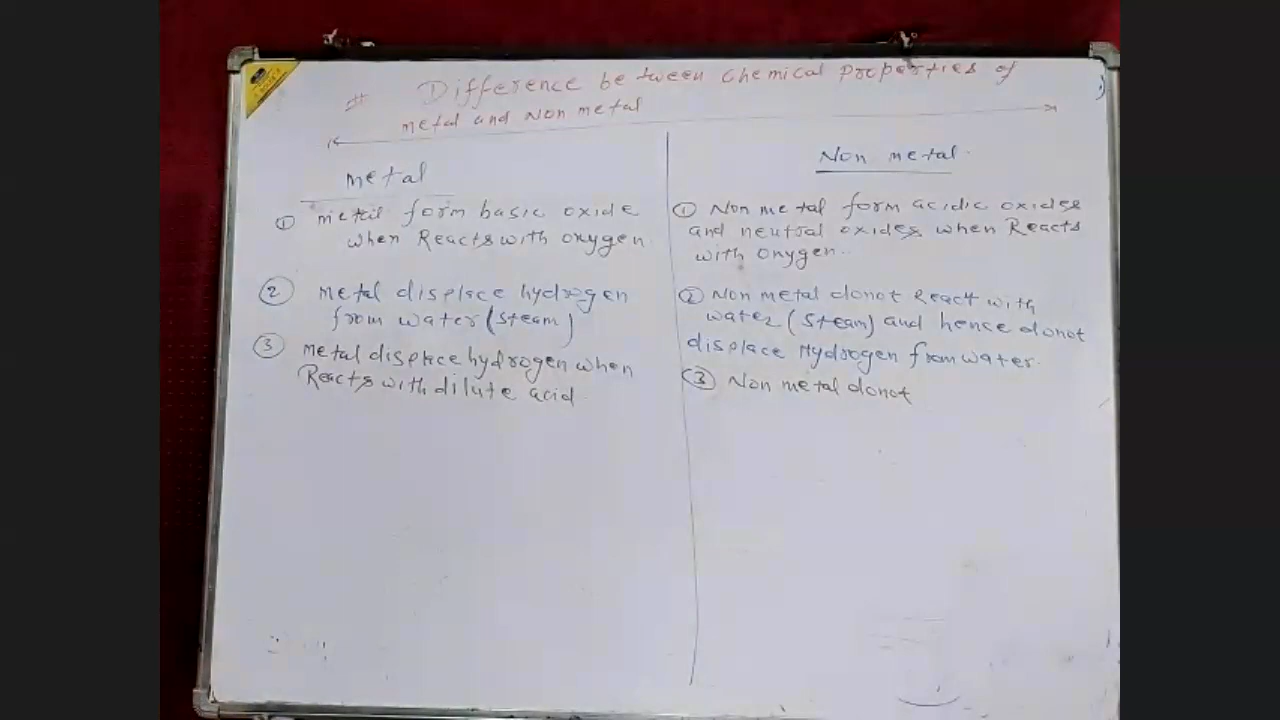 # Difference between chemical properties of
metal and Non metal
metal
① metal form basic oxide
when Reacts with oxygen.
② metal displace hydrogen
from water (steam)
③ metal displace hydrogen when
Reacts with dilute acid.
Non metal.
① Non metal form acidic oxides
and neutral oxides when Reacts
with oxygen..
② Non metal donot React with
water (steam) and hence donot
displace Hydrogen from water.
③ Non metal donot